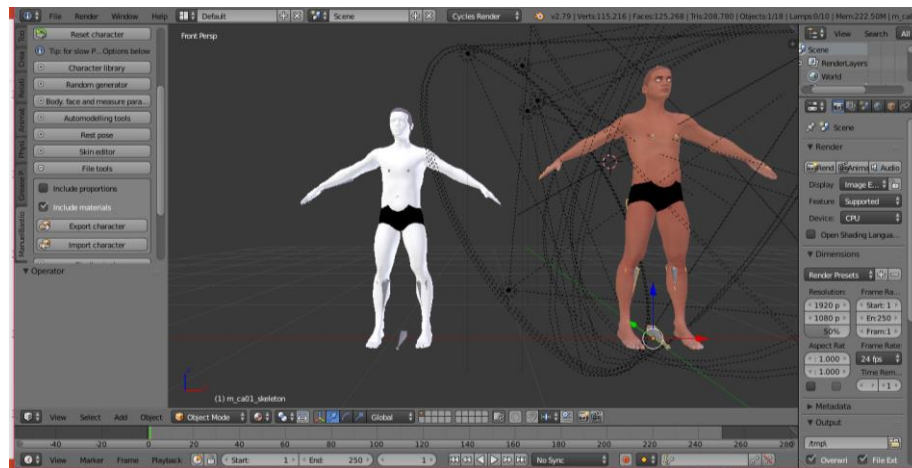 File Render Window Help Default Scene Cycles Render v2.79 | Verts:115,216 | Faces:125,268 | Tris:208,780 | Objects:1/18 | Lamps:0/10 | Mem:222.50M | m_ca
Reset character
Tip: for slow P...Options below
Character library
Random generator
Body, face and measure para...
Automodelling tools
Rest pose
Skin editor
File tools
Include proportions
Include materials
Export character
Import character
Operator
Front Persp
(1) m_ca01_skeleton
View Select Add Object Object Mode Global
-40 -20 0 20 40 60 80 100 120 140 160 180 200 220 240 260 280
View Marker Frame Playback Start: 1 End: 250 1 No Sync
View Search All
Scene
RenderLayers
World
Scene
Render
Rend Anima Audio
Display: Image E...
Feature: Supported
Device: CPU
Open Shading Langua...
Dimensions
Render Presets
Resolution: Frame Ra...
1920 p Start: 1
1080 p En:250
50% Fram:1
Aspect Rat Frame Rate:
: 1.000 24 fps
: 1.000 Time Rem...
1
Metadata
Output
/tmp\
Overwri File Ext